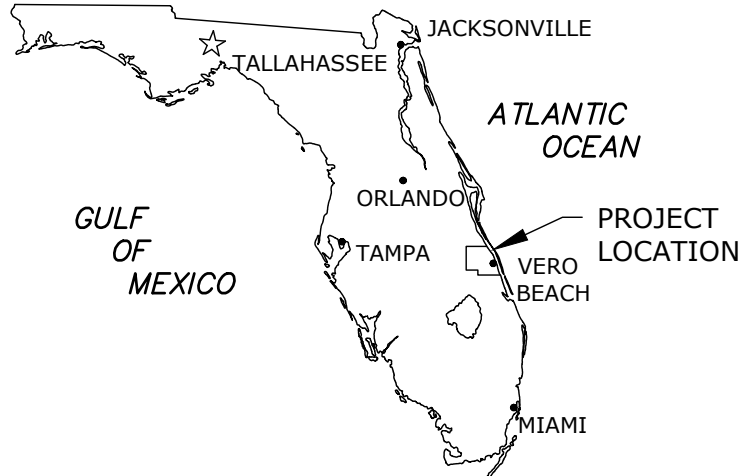 JACKSONVILLE
TALLAHASSEE
ATLANTIC
OCEAN
ORLANDO
GULF
OF
MEXICO
TAMPA
PROJECT
LOCATION
VERO
BEACH
MIAMI